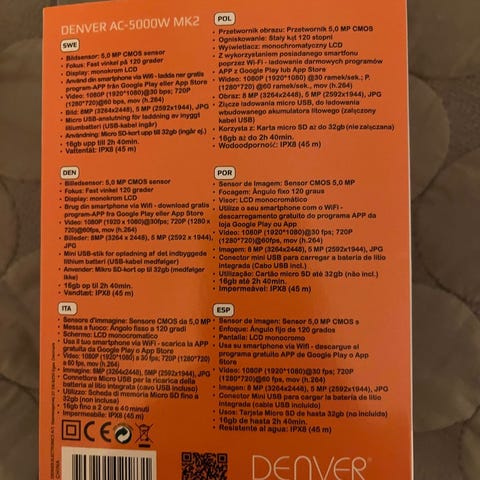 DENVER AC-5000W MK2
SWE
• Bildsensor: 5,0 MP CMOS sensor
• Fokus: Fast vinkel 120 grader
• Display: monokrom LCD
• Använd din smartphone via Wifi - ladda ner gratis
program-APP från Google Play eller App Store
• Video: 1080P (1920*1080) @30fps; 720P
(1280*720)@60 bps, mov (h.264)
• Bild: 8MP (3264x2448), 5 MP (2592x1944), JPG
• Micro USB-anslutning för laddning av inbyggt
litiumbatteri (USB-kabel ingår)
• Användning: Micro SD-kort upp till 32gb (ingår ej.)
• 16gb upp till 2h 40min.
• Vattentät: IPX8 (45 m)
POL
• Przetwornik obrazu: Przetwornik 5,0 MP CMOS
• Ogniskowanie: Stały kąt 120 stopni
• Wyświetlacz: monochromatyczny LCD
• Z wykorzystaniem posiadanego smartfonu
poprzez Wi-Fi - ładowanie darmowych programów
APP z Google Play lub App Store
• Video: 1080P (1920*1080) @30 ramek/sek., P.
(1280*720) @60 ramek/sek., mov (h.264)
• Obraz: 8 MP (3264x2448), 5 MP (2592x1944), JPG
• Złącze ładowania micro USB, do ładowania
wbudowanego akumulatora litowego (załączony
kabel USB)
• Korzysta z: Karta micro SD aż do 32gb (nie załączana)
• 16gb aż do 2h 40min.
• Wodoodporność: IPX8 (45 m)
DEN
• Billedsensor: 5,0 MP CMOS sensor
• Fokus: Fast vinkel 120 grader
• Display: monokrom LCD
• Brug din smartphone via WiFi - download gratis
program-APP fra Google Play eller App Store
• Video: 1080P (1920 x 1080) @30fps; 720P (1280 x
720)@60fps, mov (h.264)
• Billeder: 8MP (3264 x 2448), 5 MP (2592 x 1944),
JPG
• Mini USB-stik for opladning af det indbyggede
lithium batteri (USB-kabel medfølger)
• Anvender: Mikro SD-kort op til 32gb (medfølger
ikke)
• 16gb op til 2h 40min.
• Vandtæt: IPX8 (45 m)
POR
• Sensor de Imagem: Sensor CMOS 5,0 MP
• Focagem: Ângulo fixo 120 graus
• Visor: LCD monocromático
• Utilize o seu smartphone com o WiFi -
descarregamento gratuito do programa APP da
loja Google Play ou App
• Video: 1080P (1920*1080)@30 fps; 720P
(1280*720)@60 fps, mov (h.264)
• Imagem: 8 MP (3264x2448), 5 MP (2592x1944), JPG
• Conector mini USB para carregar a bateria de lítio
integrada (Cabo USB incl.)
• Utilização: Cartão micro SD até 32gb (não incl.)
• 16gb até 2h 40min.
• Impermeável: IPX8 (45 m)
ITA
• Sensore d'immagine: Sensore CMOS da 5,0 MP
• Messa a fuoco: Angolo fisso a 120 gradi
• Schermo: LCD monocromatico
• Usa il tuo smartphone via Wifi - scarica la APP
gratuita da Google Play o App Store
• Video: 1080P (1920*1080) a 30 fps; 720P (1280*720)
a 60 fps, mov (h.264)
• Immagine: 8MP (3264x2448), 5 MP (2592x1944), JPG
• Connettore Micro USB per la ricarica della
batteria al litio integrata (cavo USB incluso)
• Utilizzo: Scheda di memoria Micro SD fino a
32gb (non inclusa)
• 16gb fino a 2 ore e 40 minuti
• Impermeabile: IPX8 (45 m)
ESP
• Sensor de imagen: Sensor 5,0 MP CMOS s
• Enfoque: Ángulo fijo de 120 grados
• Pantalla: LCD monocromo
• Usa su smartphone via WiFi - descargue el
programa gratuito APP de Google Play o App
Store
• Video: 1080P (1920*1080)@30 fps; 720P
(1280*720)@60 fps, mov (h.264)
• Imagen: 8 MP (3264x2448), 5 MP (2592x1944), JPG
• Conector Mini USB para cargar la batería de litio
integrada (cable USB incluido)
• Usos: Tarjeta Micro SD de hasta 32gb (no incluida)
• 16gb de hasta 2h 40min.
• Resistente al agua: IPX8 (45 m)
CE
DENVER®